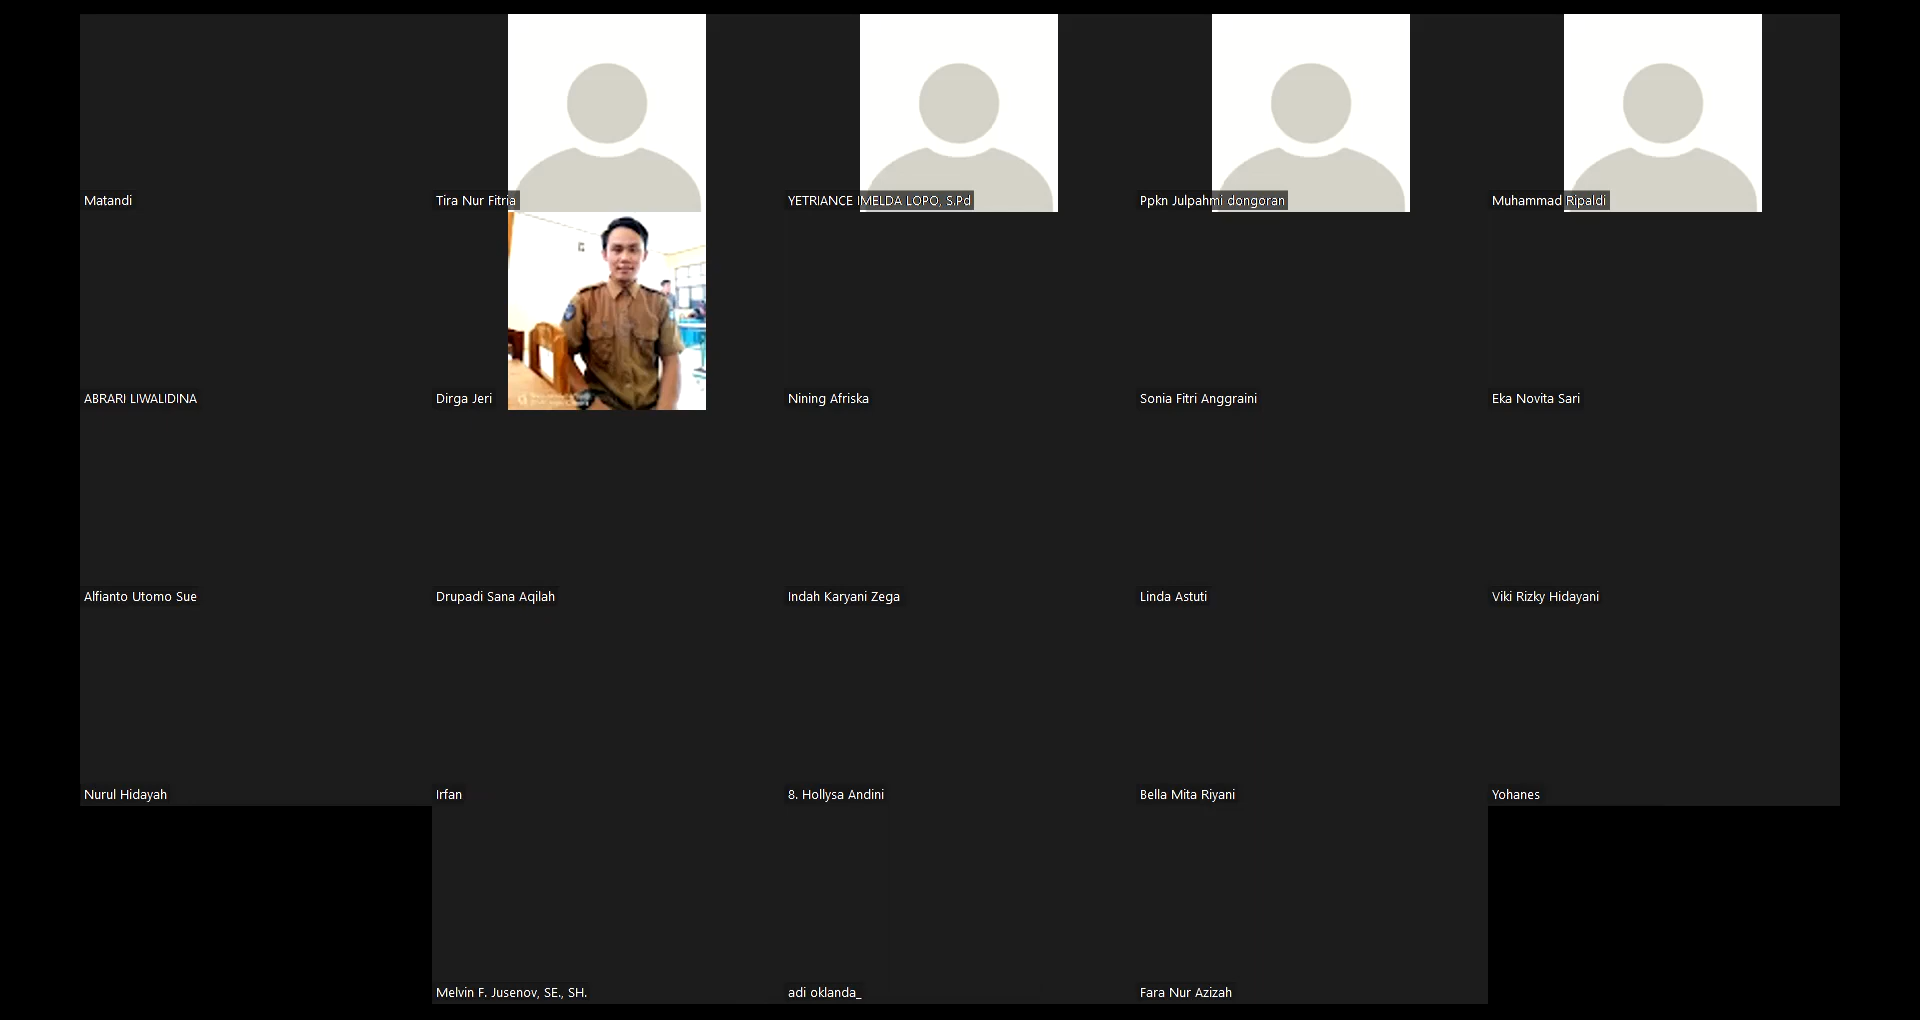 Matandi
Tira Nur Fitria
YETRIANCE IMELDA LOPO, S.Pd
Ppkn Julpahmi dongoran
Muhammad Ripaldi
ABRARI LIWALIDINA
Dirga Jeri
Nining Afriska
Sonia Fitri Anggraini
Eka Novita Sari
Alfianto Utomo Sue
Drupadi Sana Aqilah
Indah Karyani Zega
Linda Astuti
Viki Rizky Hidayani
Nurul Hidayah
Irfan
8. Hollysa Andini
Bella Mita Riyani
Yohanes
Melvin F. Jusenov, SE., SH.
adi oklanda_
Fara Nur Azizah